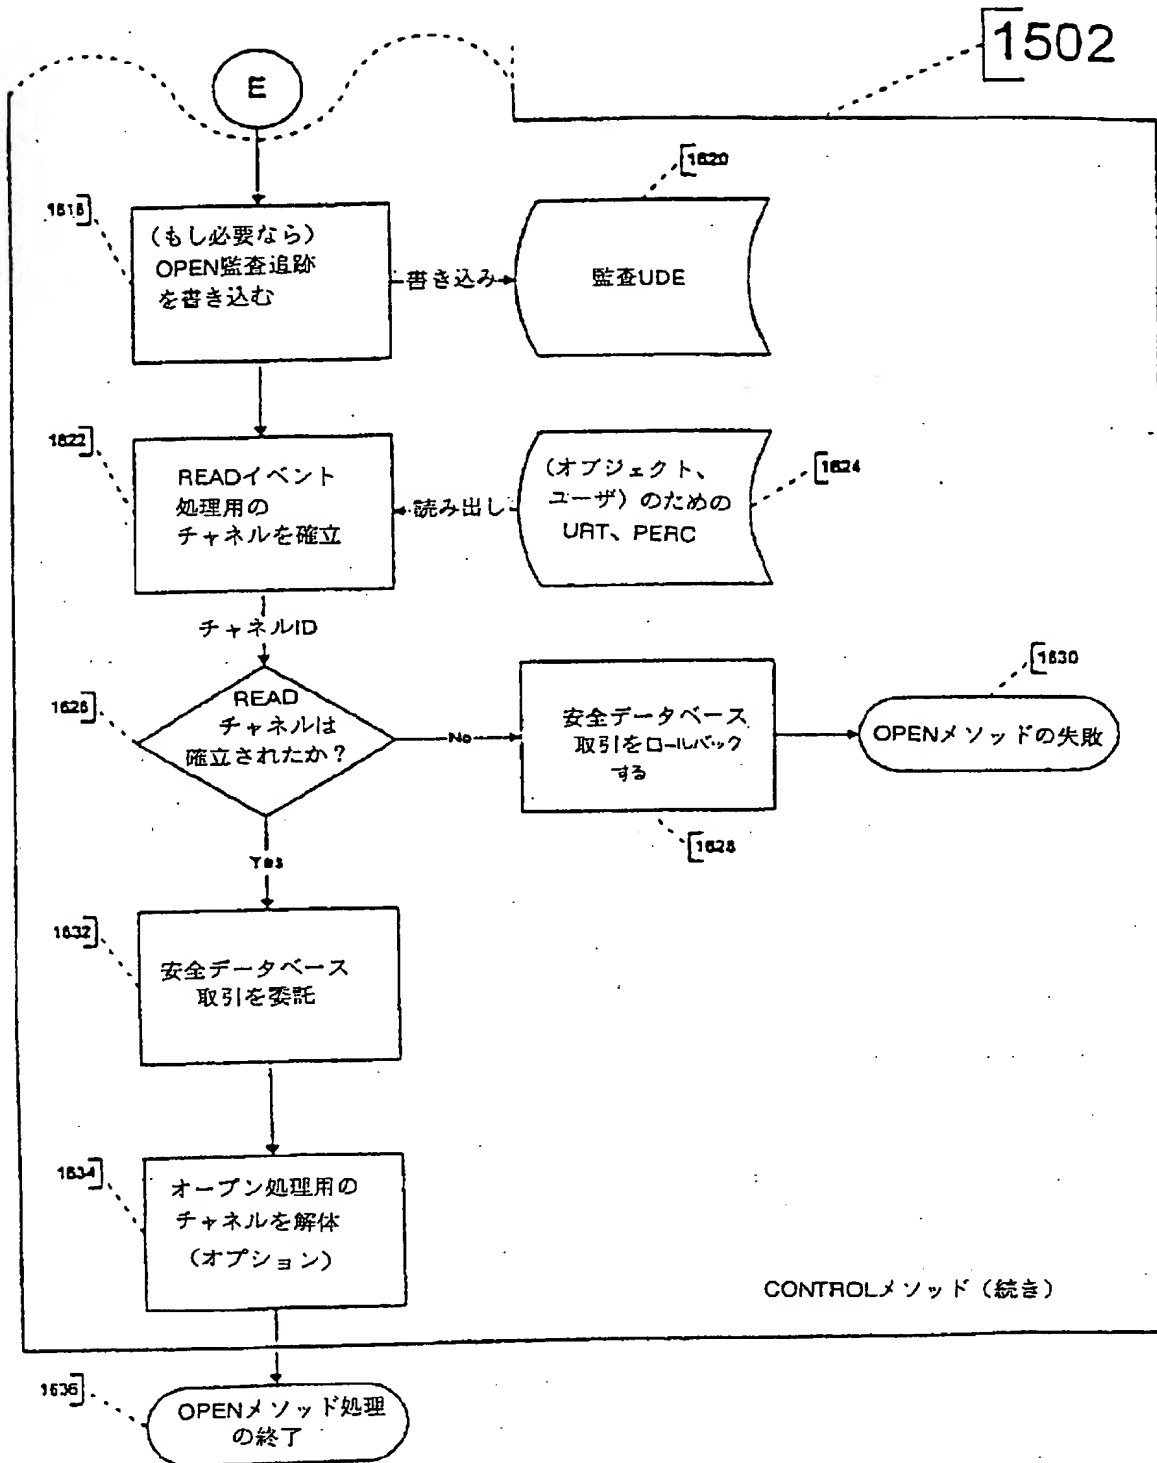 1502
E
1620
1618
(もし必要なら)
OPEN監査追跡
を書き込む
書き込み
監査UDE
1622
READイベント
処理用の
チャネルを確立
読み出し
(オブジェクト、
ユーザ)のための
URT、PERC
1624
チャネルID
1626
READ
チャネルは
確立されたか?
No
安全データベース
取引をロールバック
する
1628
1630
OPENメソッドの失敗
Yes
1632
安全データベース
取引を委託
1634
オープン処理用の
チャネルを解体
(オプション)
CONTROLメソッド(続き)
1636
OPENメソッド処理
の終了